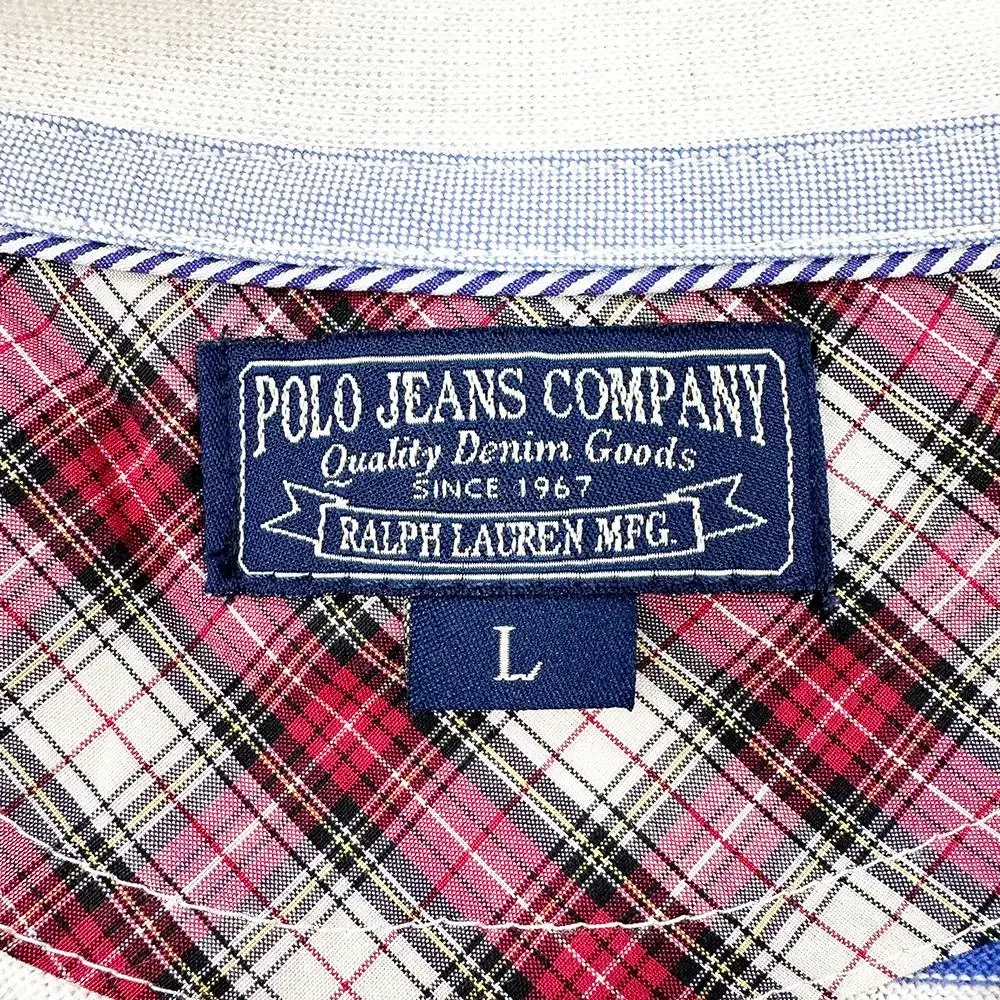 POLO JEANS COMPANY
Quality Denim Goods
SINCE 1967
RALPH LAUREN MFG.
L